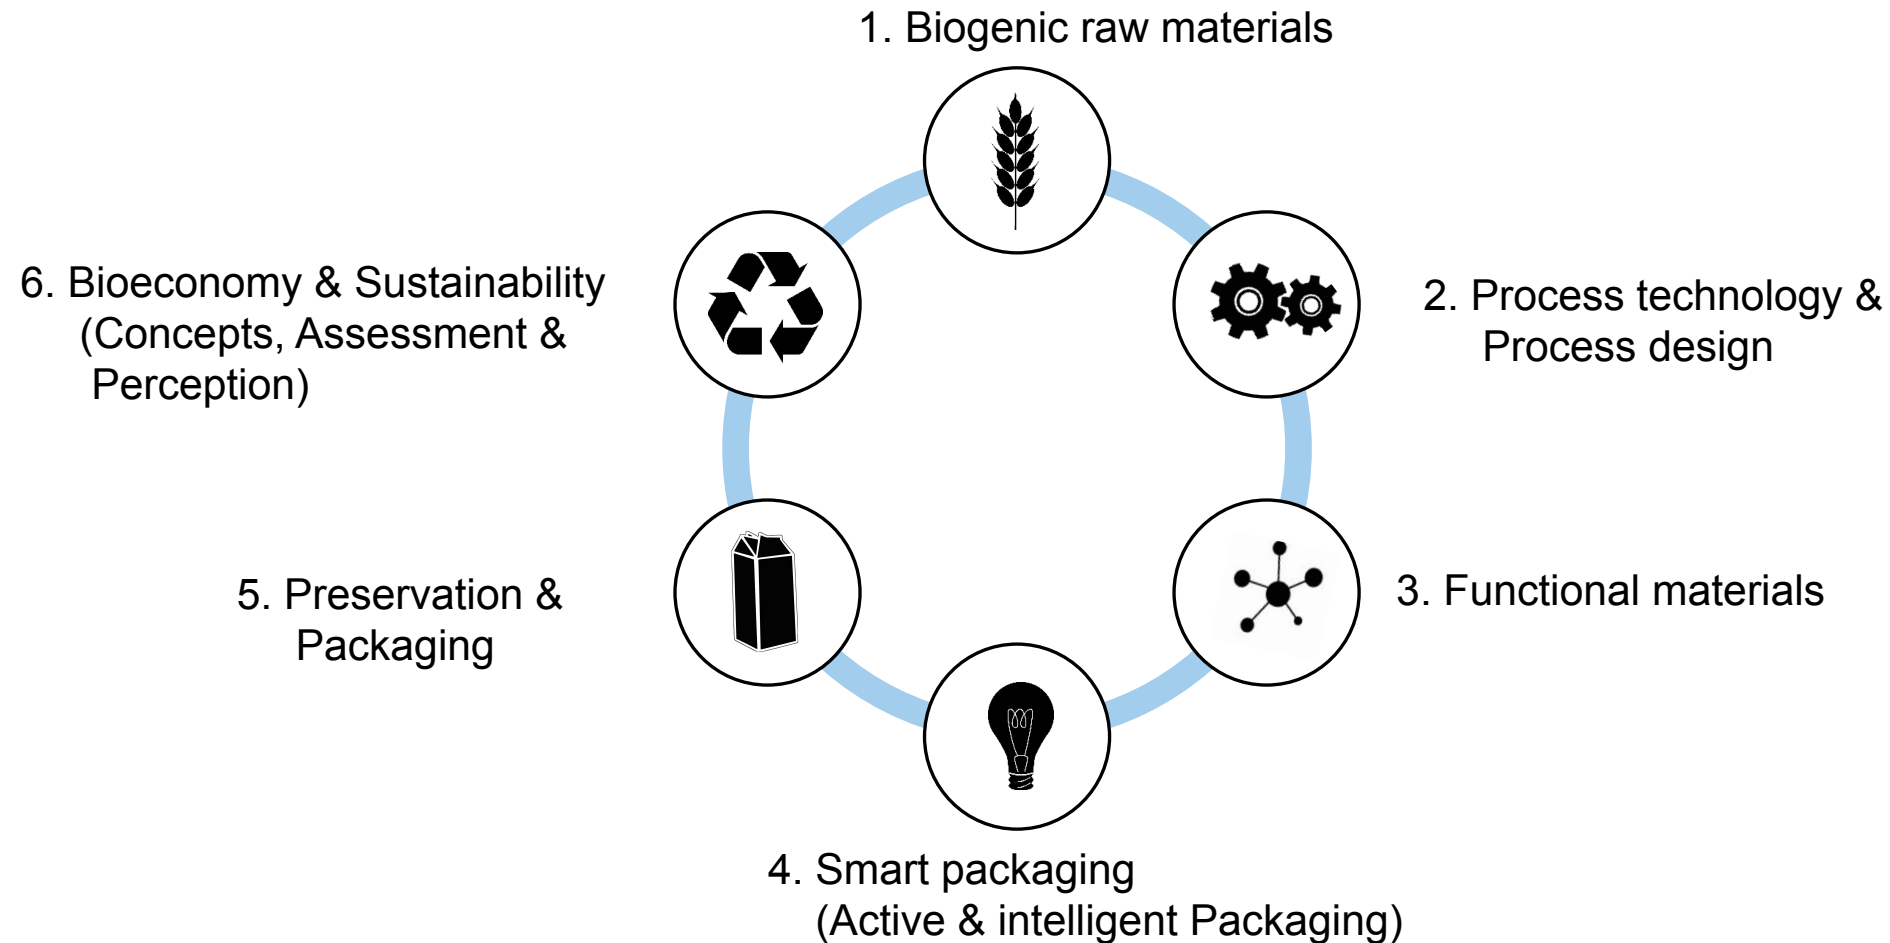 1. Biogenic raw materials
2. Process technology &
Process design
3. Functional materials
4. Smart packaging
(Active & intelligent Packaging)
5. Preservation &
Packaging
6. Bioeconomy & Sustainability
(Concepts, Assessment &
Perception)